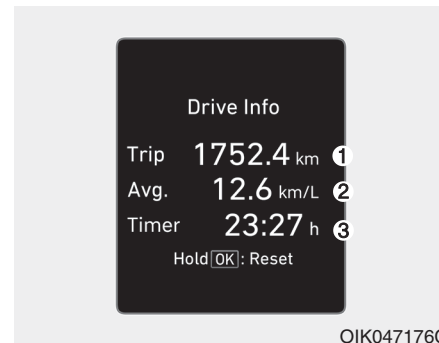 Drive Info
Trip 1752.4 km ①
Avg. 12.6 km/L ②
Timer 23:27 h ③
Hold OK : Reset
OIK047176